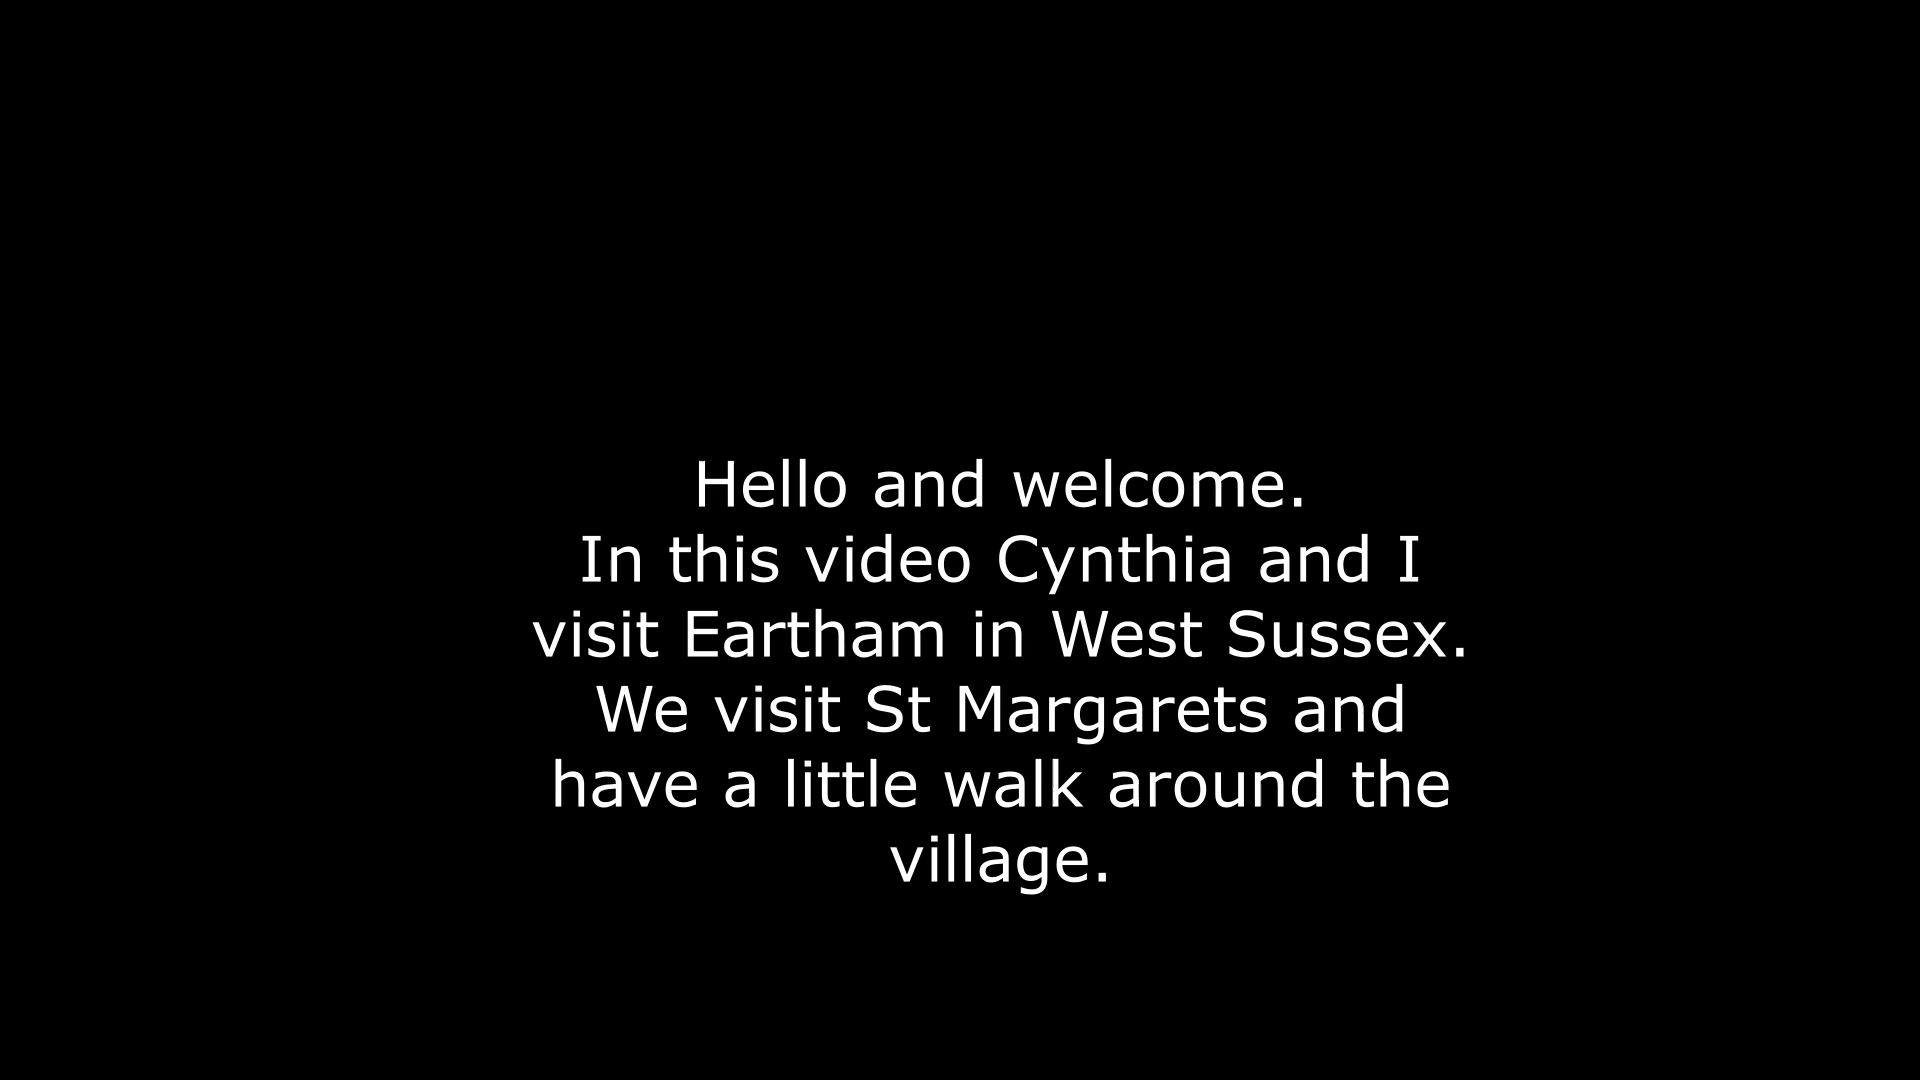 Hello and welcome.
In this video Cynthia and I
visit Eartham in West Sussex.
We visit St Margarets and
have a little walk around the
village.